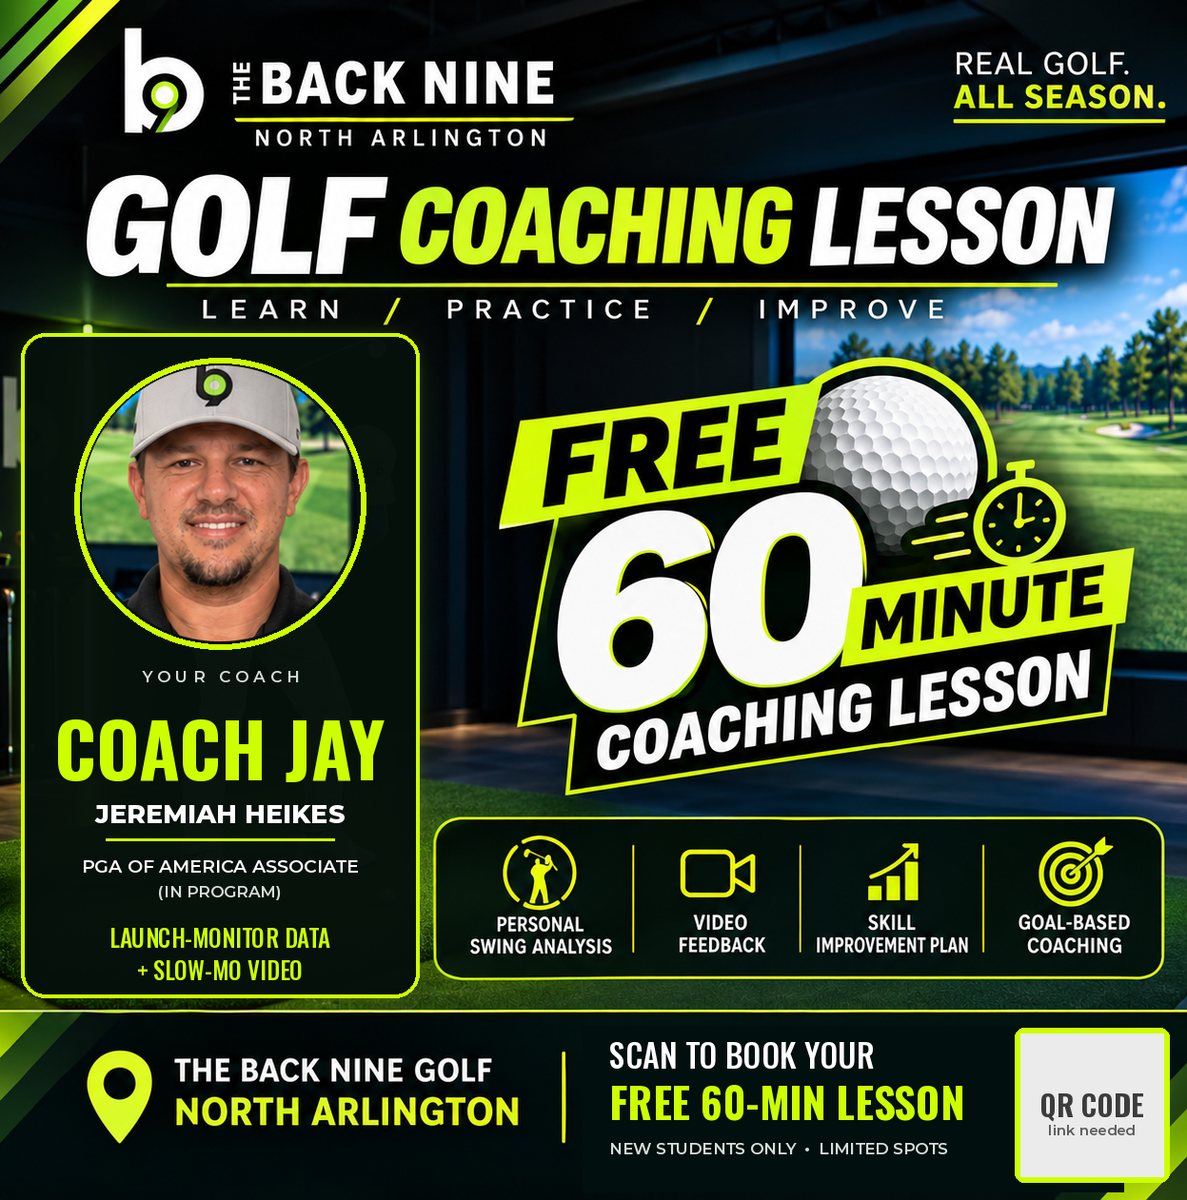 b9 THE BACK NINE
NORTH ARLINGTON
REAL GOLF.
ALL SEASON.
GOLF COACHING LESSON
LEARN / PRACTICE / IMPROVE
b9
YOUR COACH
COACH JAY
JEREMIAH HEIKES
PGA OF AMERICA ASSOCIATE
(IN PROGRAM)
LAUNCH-MONITOR DATA
+ SLOW-MO VIDEO
FREE
60
MINUTE
COACHING LESSON
PERSONAL
SWING ANALYSIS
VIDEO
FEEDBACK
SKILL
IMPROVEMENT PLAN
GOAL-BASED
COACHING
THE BACK NINE GOLF
NORTH ARLINGTON
SCAN TO BOOK YOUR
FREE 60-MIN LESSON
NEW STUDENTS ONLY • LIMITED SPOTS
QR CODE
link needed